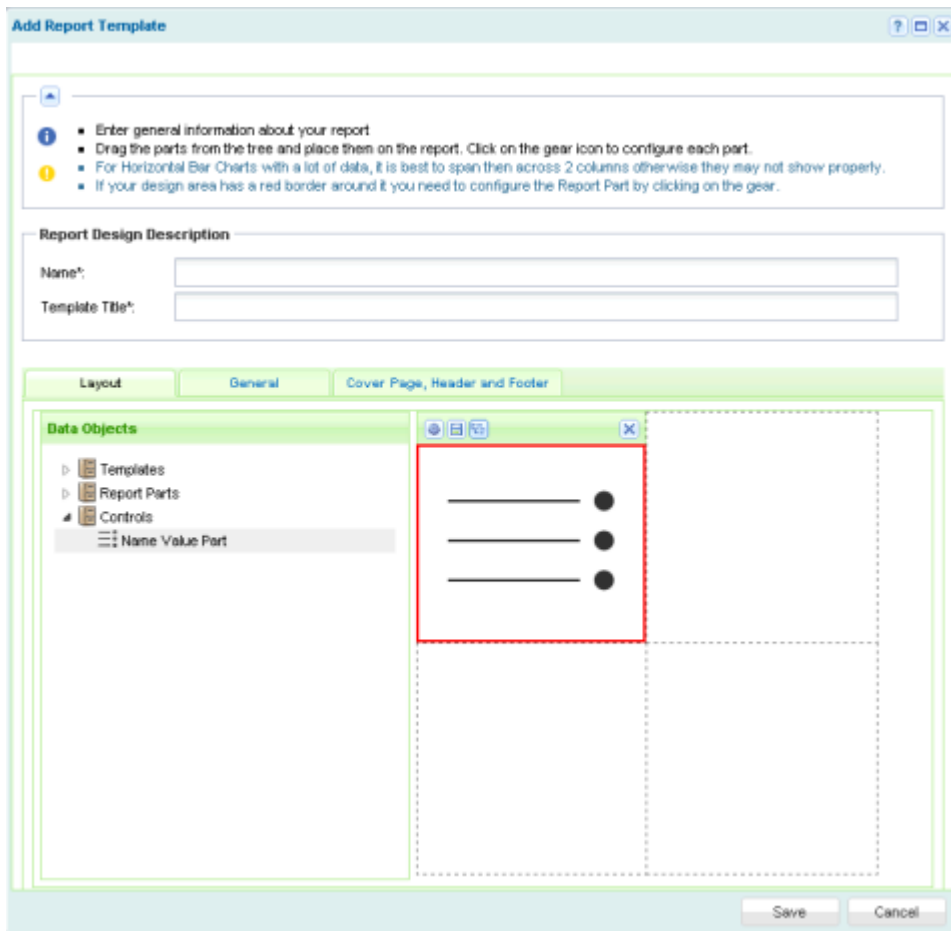 Add Report Template
Enter general information about your report
Drag the parts from the tree and place them on the report. Click on the gear icon to configure each part.
For Horizontal Bar Charts with a lot of data, it is best to span then across 2 columns otherwise they may not show properly.
If your design area has a red border around it you need to configure the Report Part by clicking on the gear.
Report Design Description
Name*:
Template Title*:
Layout General Cover Page, Header and Footer
Data Objects
Templates
Report Parts
Controls
Name Value Part
Save Cancel